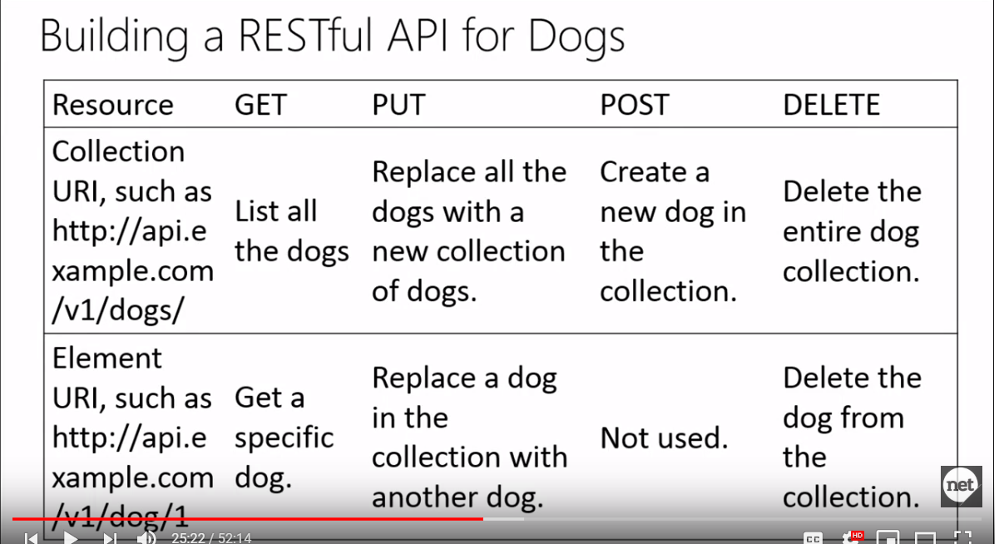 Building a RESTful API for Dogs
Resource GET PUT POST DELETE
Collection
URI, such as
http://api.e
xample.com
/v1/dogs/
List all
the dogs
Replace all the
dogs with a
new collection
of dogs.
Create a
new dog in
the
collection.
Delete the
entire dog
collection.
Element
URI, such as
http://api.e
xample.com
/v1/dog/1
Get a
specific
dog.
Replace a dog
in the
collection with
another dog.
Not used.
Delete the
dog from
the
collection.
net
25:22 / 52:14
CC
HD